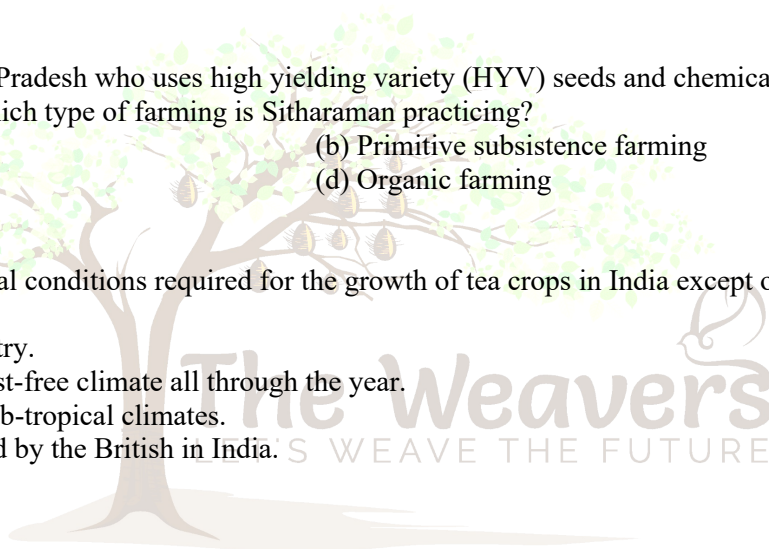 Pradesh who uses high yielding variety (HYV) seeds and chemica
ich type of farming is Sitharaman practicing?
(b) Primitive subsistence farming
(d) Organic farming
al conditions required for the growth of tea crops in India except o
try.
st-free climate all through the year.
b-tropical climates.
d by the British in India.
The Weavers
LET'S WEAVE THE FUTURE